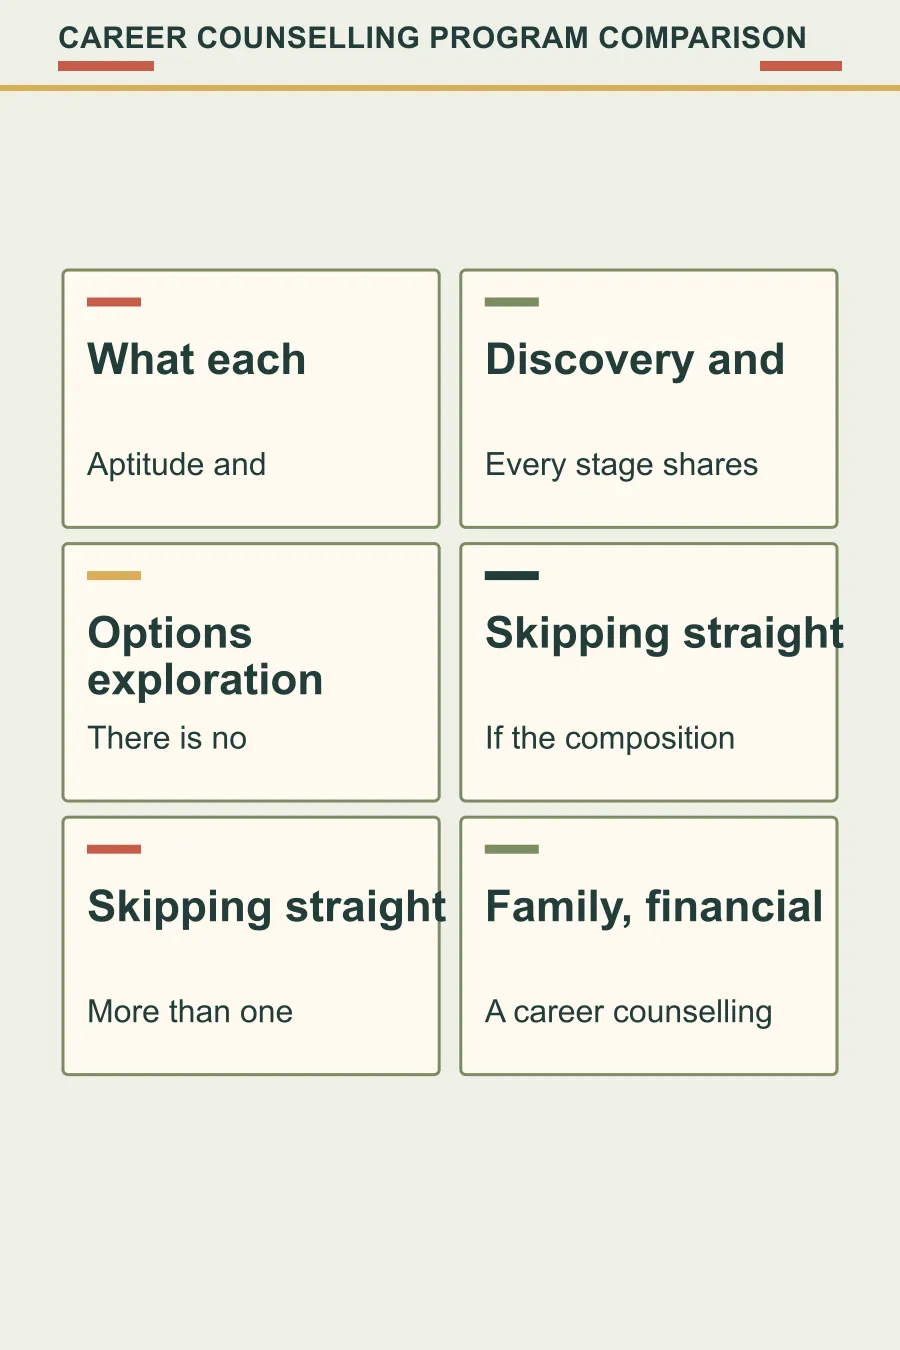 CAREER COUNSELLING PROGRAM COMPARISON
What each
Aptitude and
Discovery and
Every stage shares
Options
exploration
There is no
Skipping straight
If the composition
Skipping straight
More than one
Family, financial
A career counselling